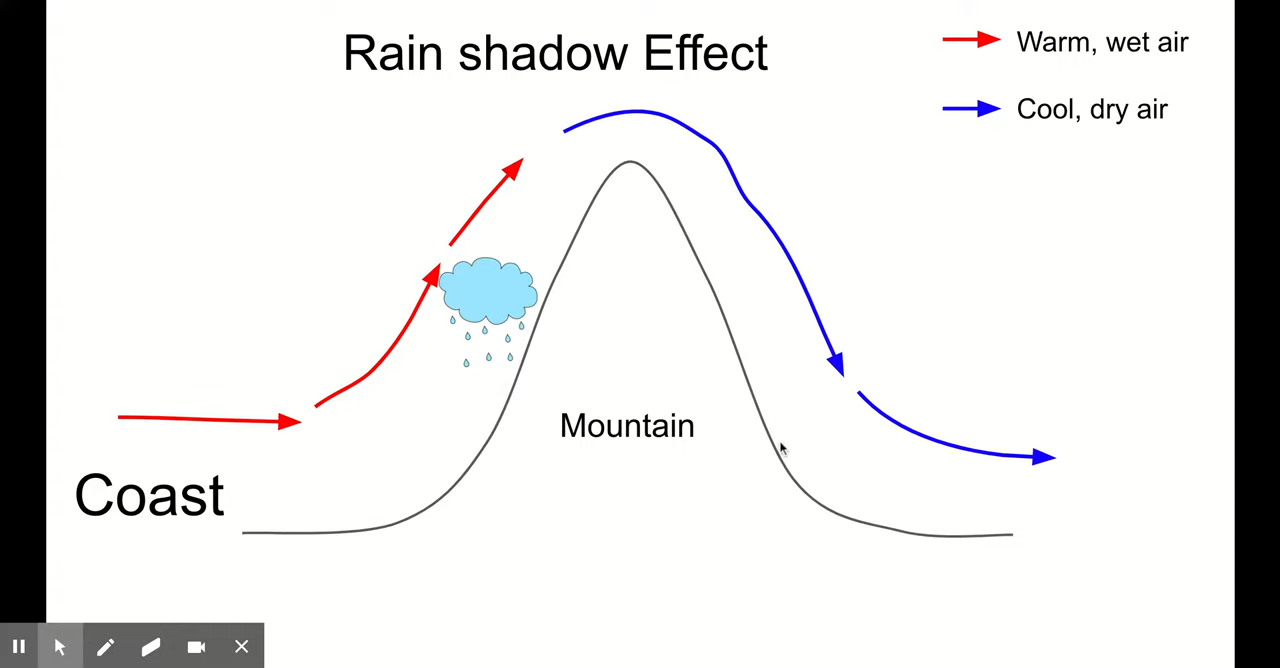 Rain shadow Effect
Warm, wet air
Cool, dry air
Mountain
Coast